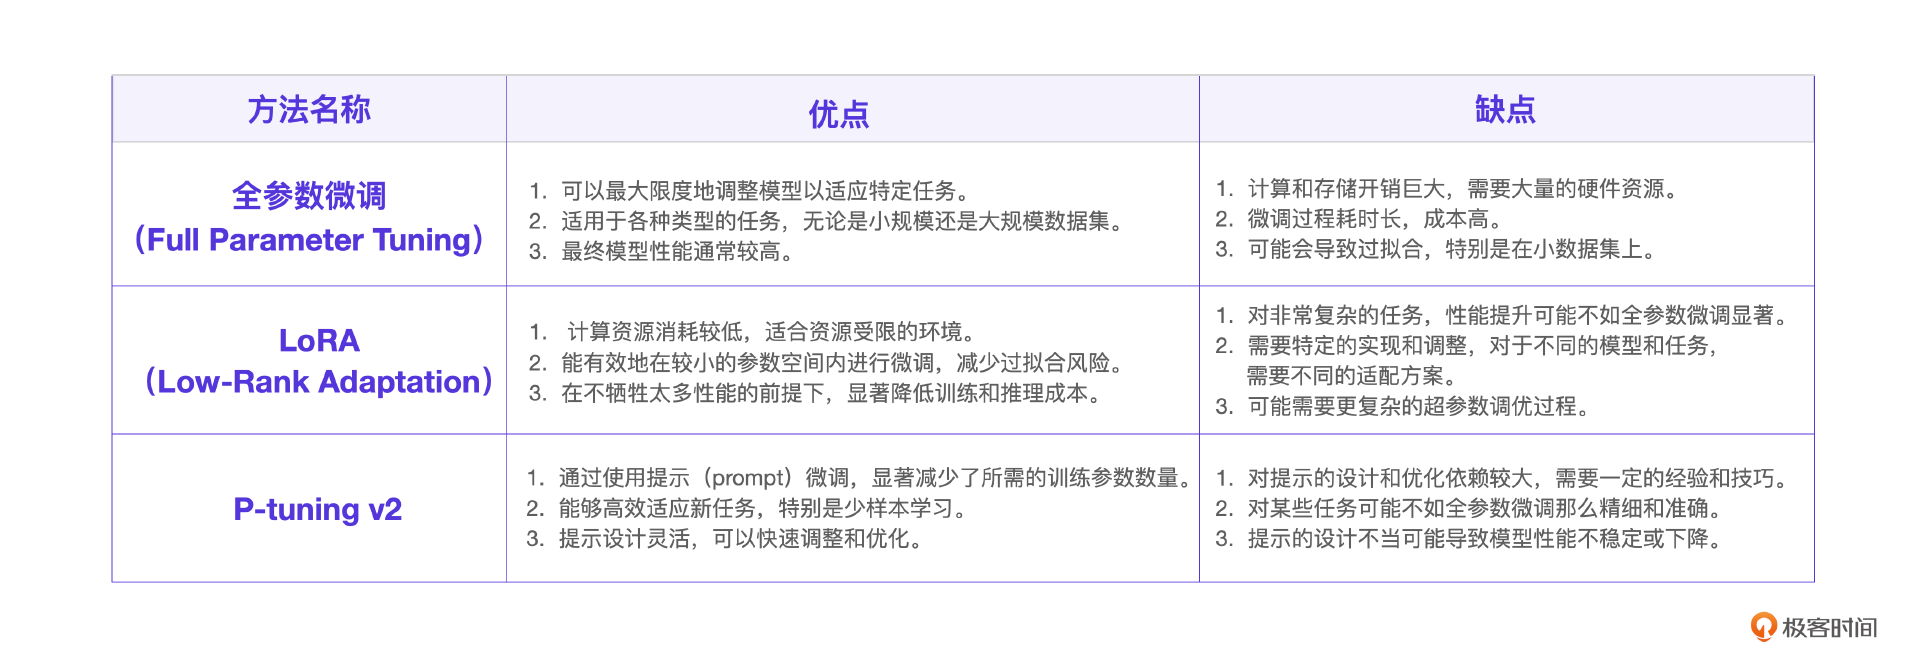 方法名称
优点
缺点
全参数微调
（Full Parameter Tuning）
1. 可以最大限度地调整模型以适应特定任务。
2. 适用于各种类型的任务，无论是小规模还是大规模数据集。
3. 最终模型性能通常较高。
1. 计算和存储开销巨大，需要大量的硬件资源。
2. 微调过程耗时长，成本高。
3. 可能会导致过拟合，特别是在小数据集上。
LoRA
（Low-Rank Adaptation）
1. 计算资源消耗较低，适合资源受限的环境。
2. 能有效地在较小的参数空间内进行微调，减少过拟合风险。
3. 在不牺牲太多性能的前提下，显著降低训练和推理成本。
1. 对非常复杂的任务，性能提升可能不如全参数微调显著。
2. 需要特定的实现和调整，对于不同的模型和任务，
需要不同的适配方案。
3. 可能需要更复杂的超参数调优过程。
P-tuning v2
1. 通过使用提示（prompt）微调，显著减少了所需的训练参数数量。
2. 能够高效适应新任务，特别是少样本学习。
3. 提示设计灵活，可以快速调整和优化。
1. 对提示的设计和优化依赖较大，需要一定的经验和技巧。
2. 对某些任务可能不如全参数微调那么精细和准确。
3. 提示的设计不当可能导致模型性能不稳定或下降。
极客时间